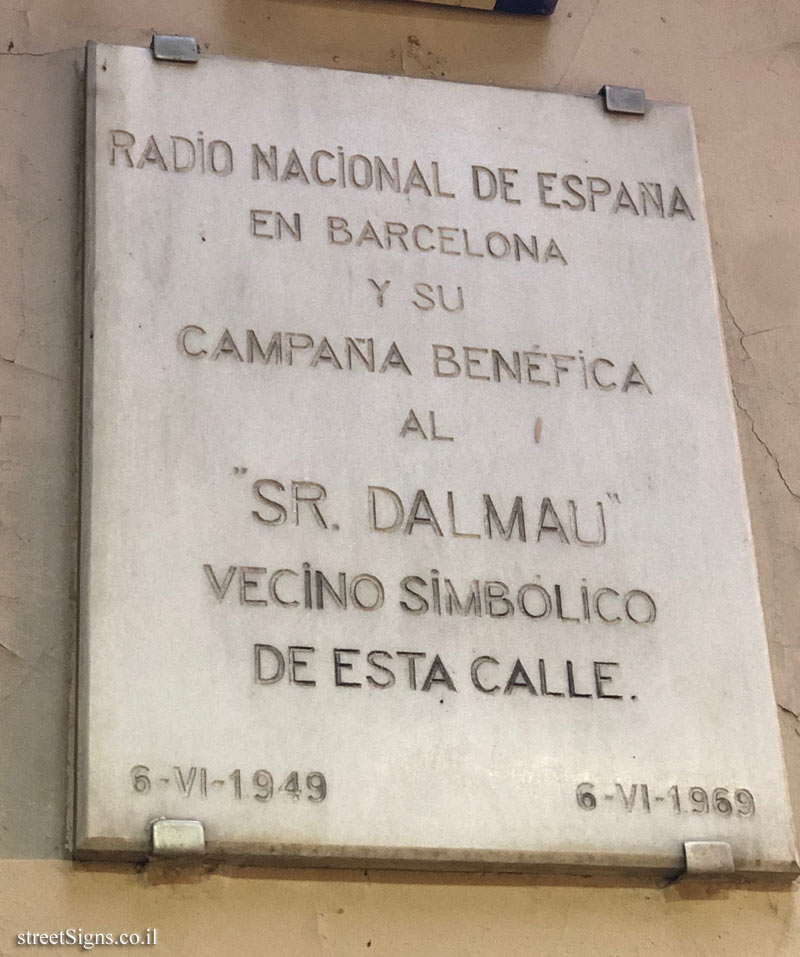 RADIO NACIONAL DE ESPAÑA
EN BARCELONA
Y SU
CAMPAÑA BENÉFICA
AL
"SR. DALMAU"
VECINO SIMBÓLICO
DE ESTA CALLE.
6-VI-1949 6-VI-1969
streetSigns.co.il